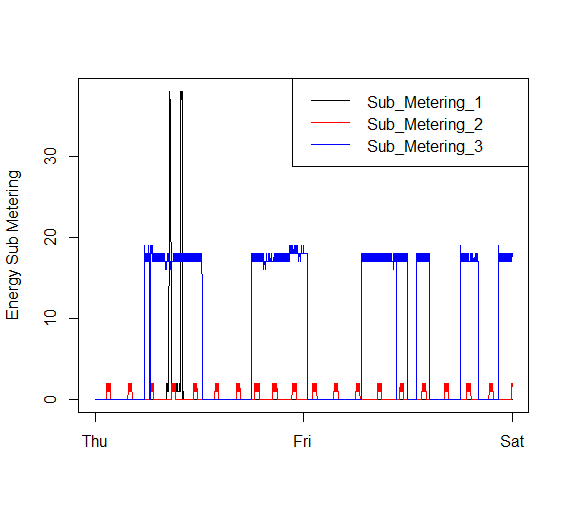 Sub_Metering_1
Sub_Metering_2
Sub_Metering_3
Energy Sub Metering
30
20
10
0
Thu
Fri
Sat